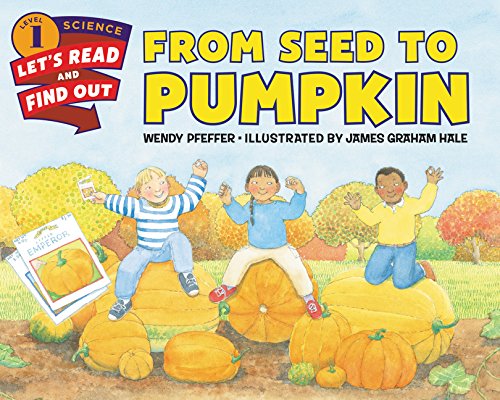 LEVEL 1 SCIENCE
LET'S READ
AND
FIND OUT
FROM SEED TO
PUMPKIN
WENDY PFEFFER • ILLUSTRATED BY JAMES GRAHAM HALE
EMPEROR